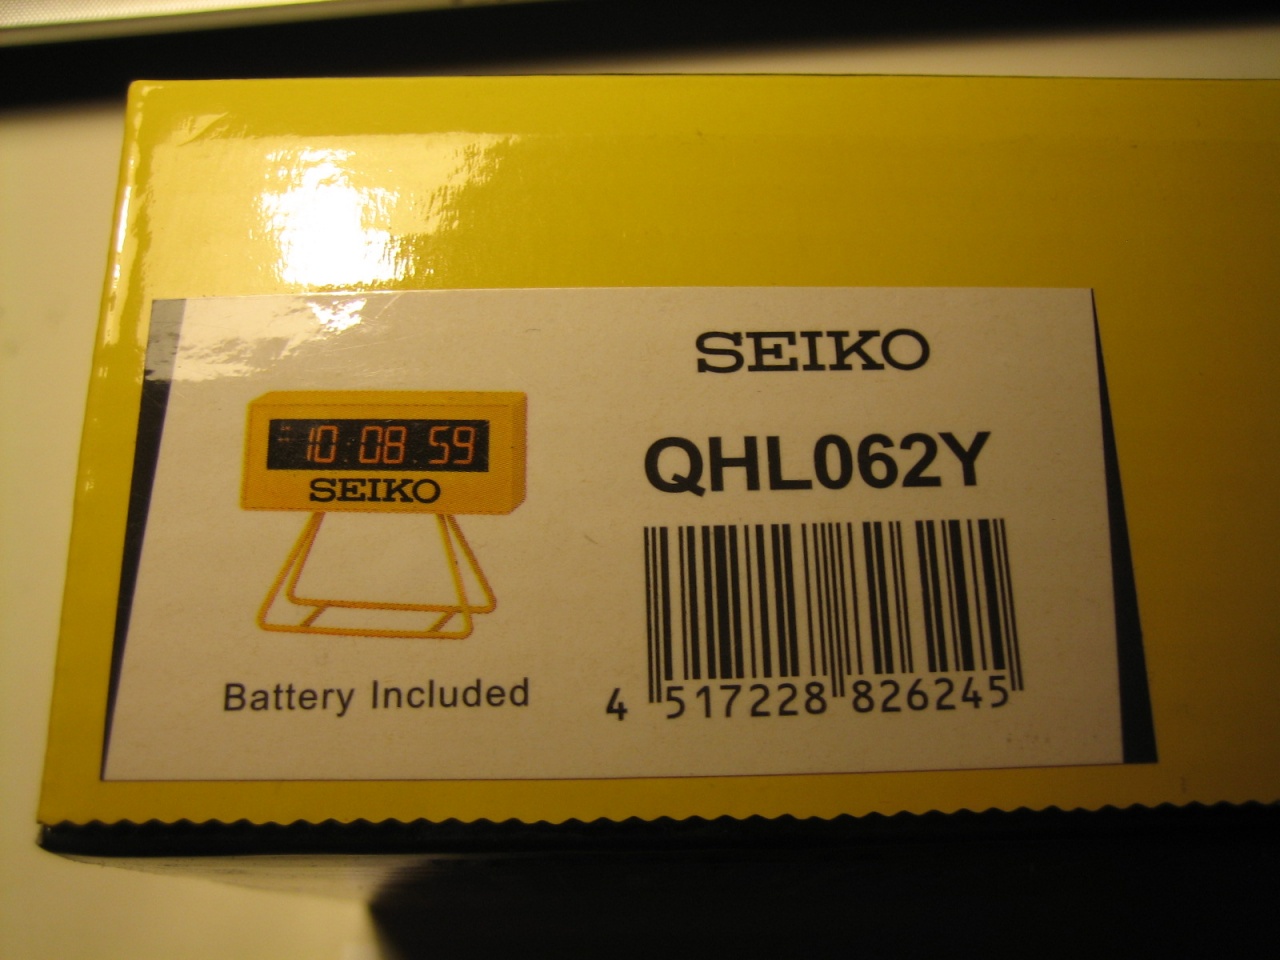 SEIKO
10:08 59
SEIKO
QHL062Y
Battery Included
4 517228 826245